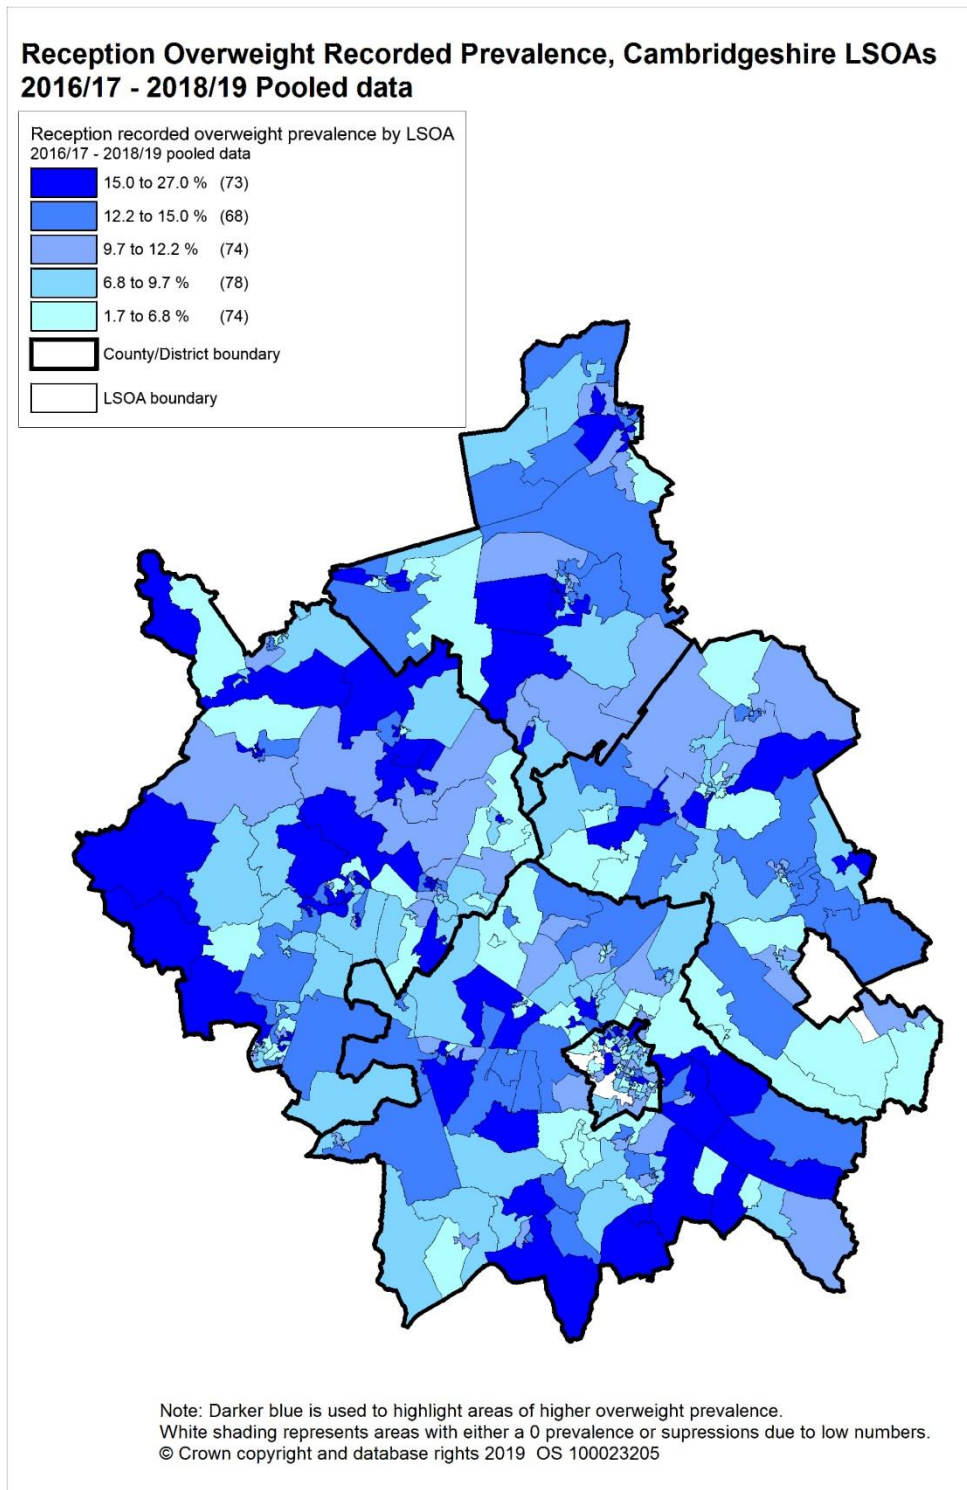 Reception Overweight Recorded Prevalence, Cambridgeshire LSOAs
2016/17 - 2018/19 Pooled data
Reception recorded overweight prevalence by LSOA
2016/17 - 2018/19 pooled data
15.0 to 27.0 % (73)
12.2 to 15.0 % (68)
9.7 to 12.2 % (74)
6.8 to 9.7 % (78)
1.7 to 6.8 % (74)
County/District boundary
LSOA boundary
Note: Darker blue is used to highlight areas of higher overweight prevalence.
White shading represents areas with either a 0 prevalence or supressions due to low numbers.
© Crown copyright and database rights 2019 OS 100023205